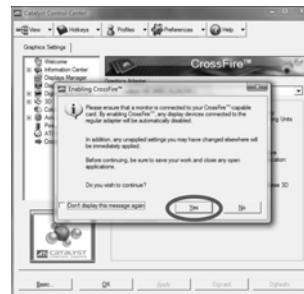 Catalyst Control Center
View Hotkeys Profiles Preferences Help
Graphics Settings
Welcome
Information Center
Displays Manager
CrossFire™
Enabling CrossFire™
Please ensure that a monitor is connected to your CrossFire™-capable
card. By enabling CrossFire™, any display devices connected to the
regular adapter will be automatically disabled.
In addition, any unapplied settings you may have changed elsewhere will
be immediately applied.
Before continuing, be sure to save your work and close any open
applications.
Do you wish to continue?
Don't display this message again
Yes No
CATALYST
Basic... OK Apply Discard Defaults